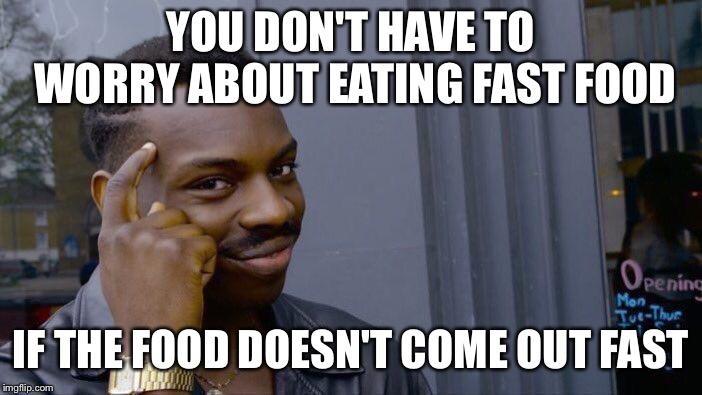 YOU DON'T HAVE TO
WORRY ABOUT EATING FAST FOOD
Opening
Mon
Tue-Thur
IF THE FOOD DOESN'T COME OUT FAST
imgflip.com